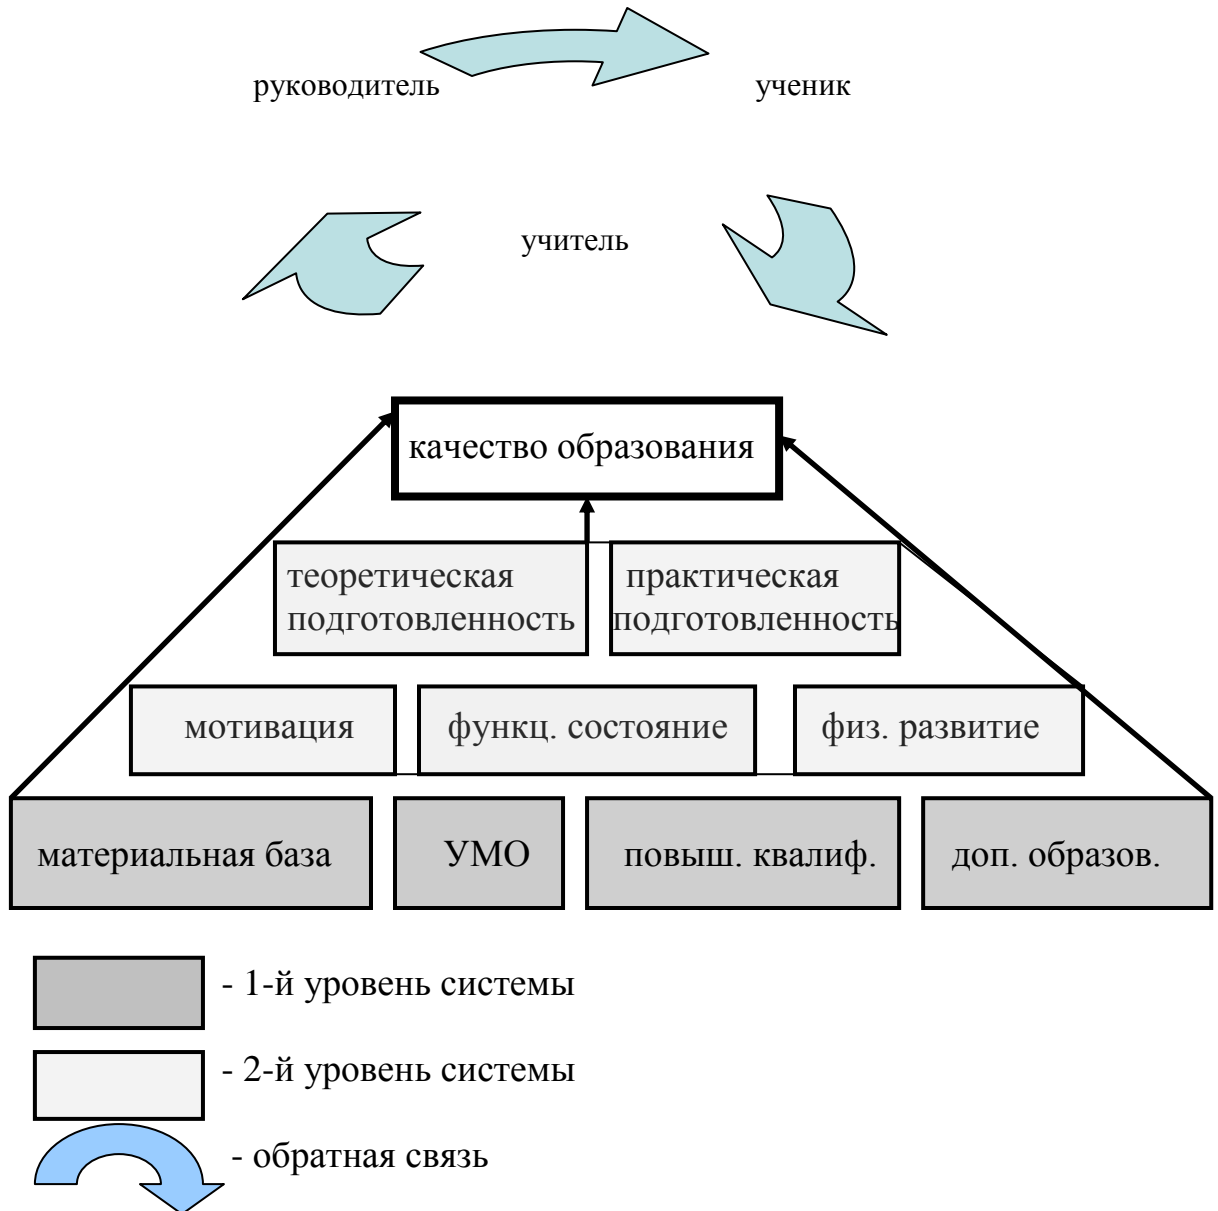 руководитель ученик
учитель
качество образования
теоретическая практическая
подготовленность подготовленность
мотивация функц. состояние физ. развитие
материальная база УМО повыш. квалиф. доп. образов.
- 1-й уровень системы
- 2-й уровень системы
- обратная связь